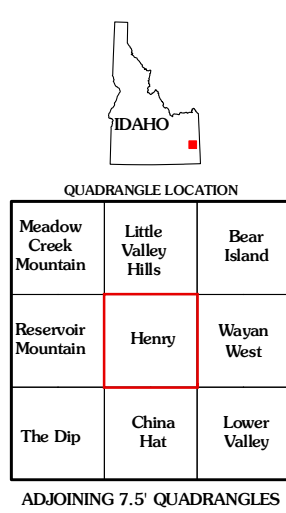 IDAHO
QUADRANGLE LOCATION
Meadow
Creek
Mountain
Little
Valley
Hills
Bear
Island
Reservoir
Mountain
Henry
Wayan
West
The Dip
China
Hat
Lower
Valley
ADJOINING 7.5' QUADRANGLES